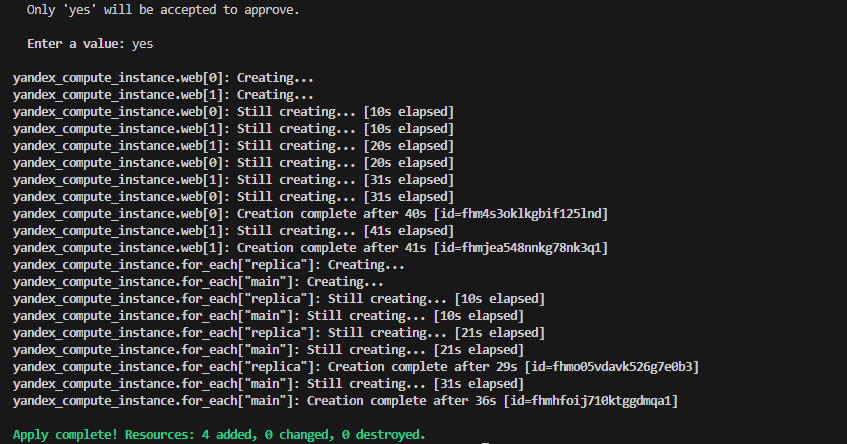 Only 'yes' will be accepted to approve.
Enter a value: yes
yandex_compute_instance.web[0]: Creating...
yandex_compute_instance.web[1]: Creating...
yandex_compute_instance.web[0]: Still creating... [10s elapsed]
yandex_compute_instance.web[1]: Still creating... [10s elapsed]
yandex_compute_instance.web[1]: Still creating... [20s elapsed]
yandex_compute_instance.web[0]: Still creating... [20s elapsed]
yandex_compute_instance.web[1]: Still creating... [31s elapsed]
yandex_compute_instance.web[0]: Still creating... [31s elapsed]
yandex_compute_instance.web[0]: Creation complete after 40s [id=fhm4s3oklkgbif125lnd]
yandex_compute_instance.web[1]: Still creating... [41s elapsed]
yandex_compute_instance.web[1]: Creation complete after 41s [id=fhmjea548nnkg78nk3q1]
yandex_compute_instance.for_each["replica"]: Creating...
yandex_compute_instance.for_each["main"]: Creating...
yandex_compute_instance.for_each["replica"]: Still creating... [10s elapsed]
yandex_compute_instance.for_each["main"]: Still creating... [10s elapsed]
yandex_compute_instance.for_each["replica"]: Still creating... [21s elapsed]
yandex_compute_instance.for_each["main"]: Still creating... [21s elapsed]
yandex_compute_instance.for_each["replica"]: Creation complete after 29s [id=fhmo05vdavk526g7e0b3]
yandex_compute_instance.for_each["main"]: Still creating... [31s elapsed]
yandex_compute_instance.for_each["main"]: Creation complete after 36s [id=fhmhfoij710ktggdmqa1]
Apply complete! Resources: 4 added, 0 changed, 0 destroyed.